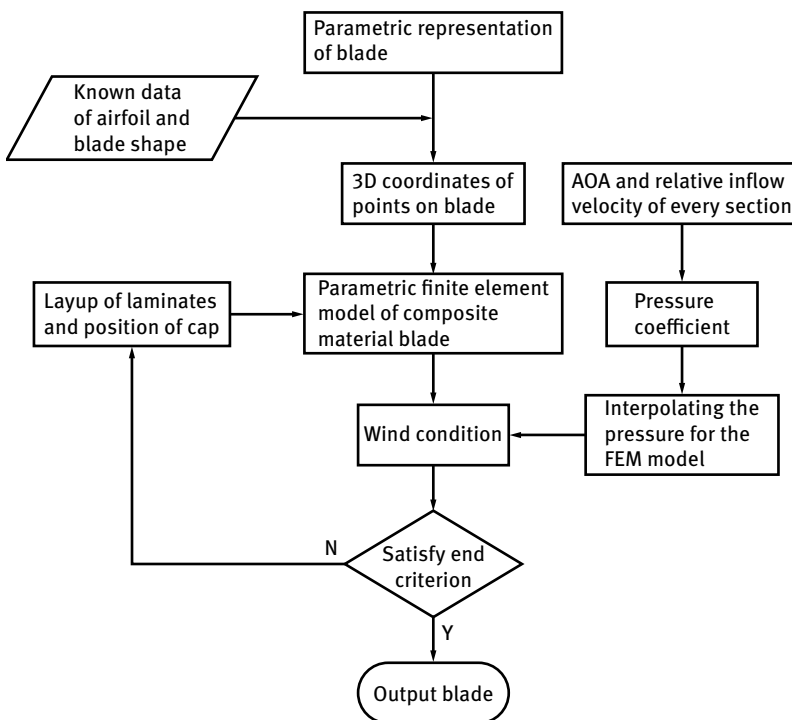 Parametric representation
of blade
Known data
of airfoil and
blade shape
3D coordinates of
points on blade
AOA and relative inflow
velocity of every section
Layup of laminates
and position of cap
Parametric finite element
model of composite
material blade
Pressure
coefficient
Wind condition
Interpolating the
pressure for the
FEM model
N
Satisfy end
criterion
Y
Output blade